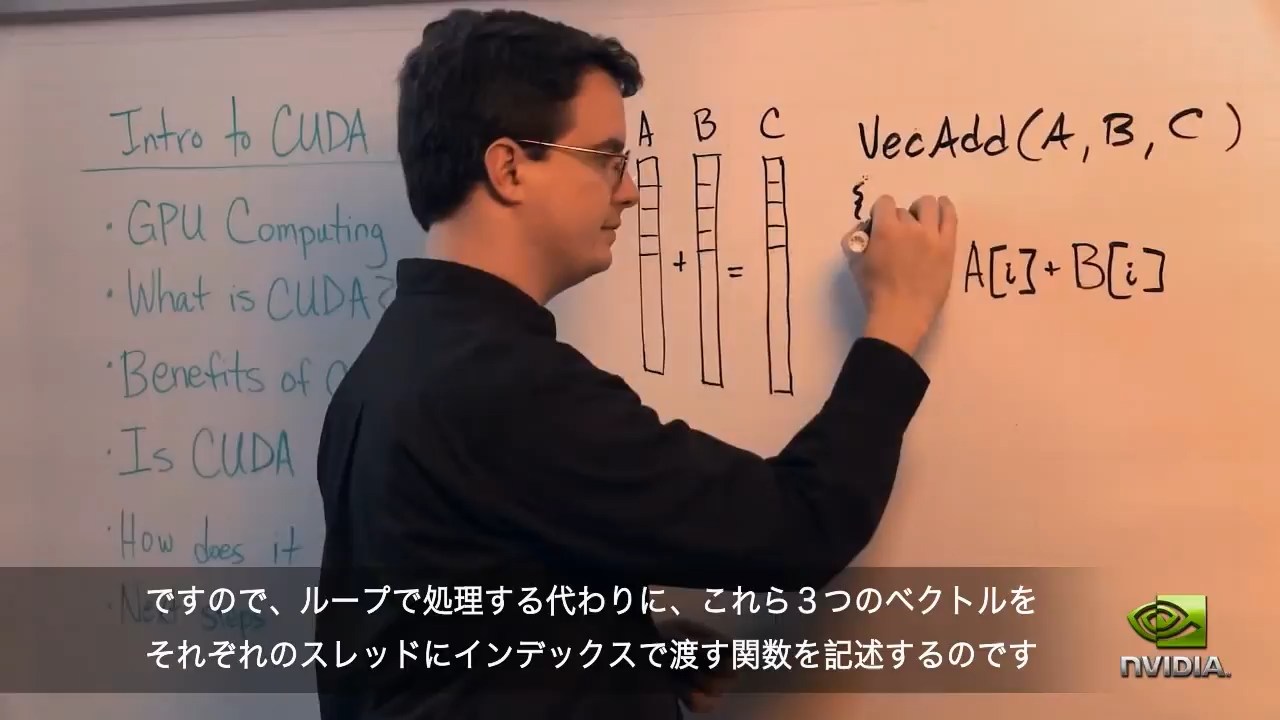 Intro to CUDA
· GPU Computing
· What is CUDA?
· Benefits of
· Is CUDA
· How does it
· Next steps
A B C
+ =
VecAdd(A, B, C)
{
A[i] + B[i]
ですので、ループで処理する代わりに、これら３つのベクトルを
それぞれのスレッドにインデックスで渡す関数を記述するのです
NVIDIA.